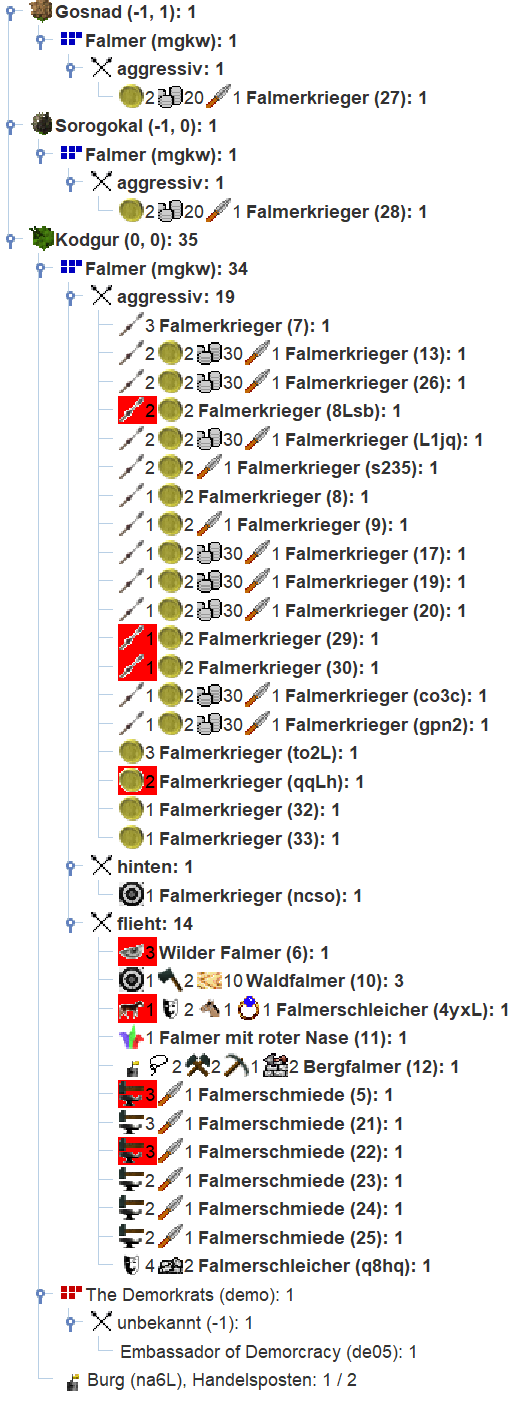 Gosnad (-1, 1): 1
Falmer (mgkw): 1
aggressiv: 1
2 20 1 Falmerkrieger (27): 1
Sorogokal (-1, 0): 1
Falmer (mgkw): 1
aggressiv: 1
2 20 1 Falmerkrieger (28): 1
Kodgur (0, 0): 35
Falmer (mgkw): 34
aggressiv: 19
3 Falmerkrieger (7): 1
2 2 30 1 Falmerkrieger (13): 1
2 2 30 1 Falmerkrieger (26): 1
2 2 Falmerkrieger (8Lsb): 1
2 2 30 1 Falmerkrieger (L1jq): 1
2 2 1 Falmerkrieger (s235): 1
1 2 Falmerkrieger (8): 1
1 2 1 Falmerkrieger (9): 1
1 2 30 1 Falmerkrieger (17): 1
1 2 30 1 Falmerkrieger (19): 1
1 2 30 1 Falmerkrieger (20): 1
1 2 Falmerkrieger (29): 1
1 2 Falmerkrieger (30): 1
1 2 30 1 Falmerkrieger (co3c): 1
1 2 30 1 Falmerkrieger (gpn2): 1
3 Falmerkrieger (to2L): 1
2 Falmerkrieger (qqLh): 1
1 Falmerkrieger (32): 1
1 Falmerkrieger (33): 1
hinten: 1
1 Falmerkrieger (ncso): 1
flieht: 14
3 Wilder Falmer (6): 1
1 2 10 Waldfalmer (10): 3
1 2 1 1 Falmerschleicher (4yxL): 1
1 Falmer mit roter Nase (11): 1
2 2 1 2 Bergfalmer (12): 1
3 1 Falmerschmiede (5): 1
3 1 Falmerschmiede (21): 1
3 1 Falmerschmiede (22): 1
2 1 Falmerschmiede (23): 1
2 1 Falmerschmiede (24): 1
2 1 Falmerschmiede (25): 1
4 2 Falmerschleicher (q8hq): 1
The Demorkrats (demo): 1
unbekannt (-1): 1
Embassador of Demorcracy (de05): 1
Burg (na6L), Handelsposten: 1 / 2